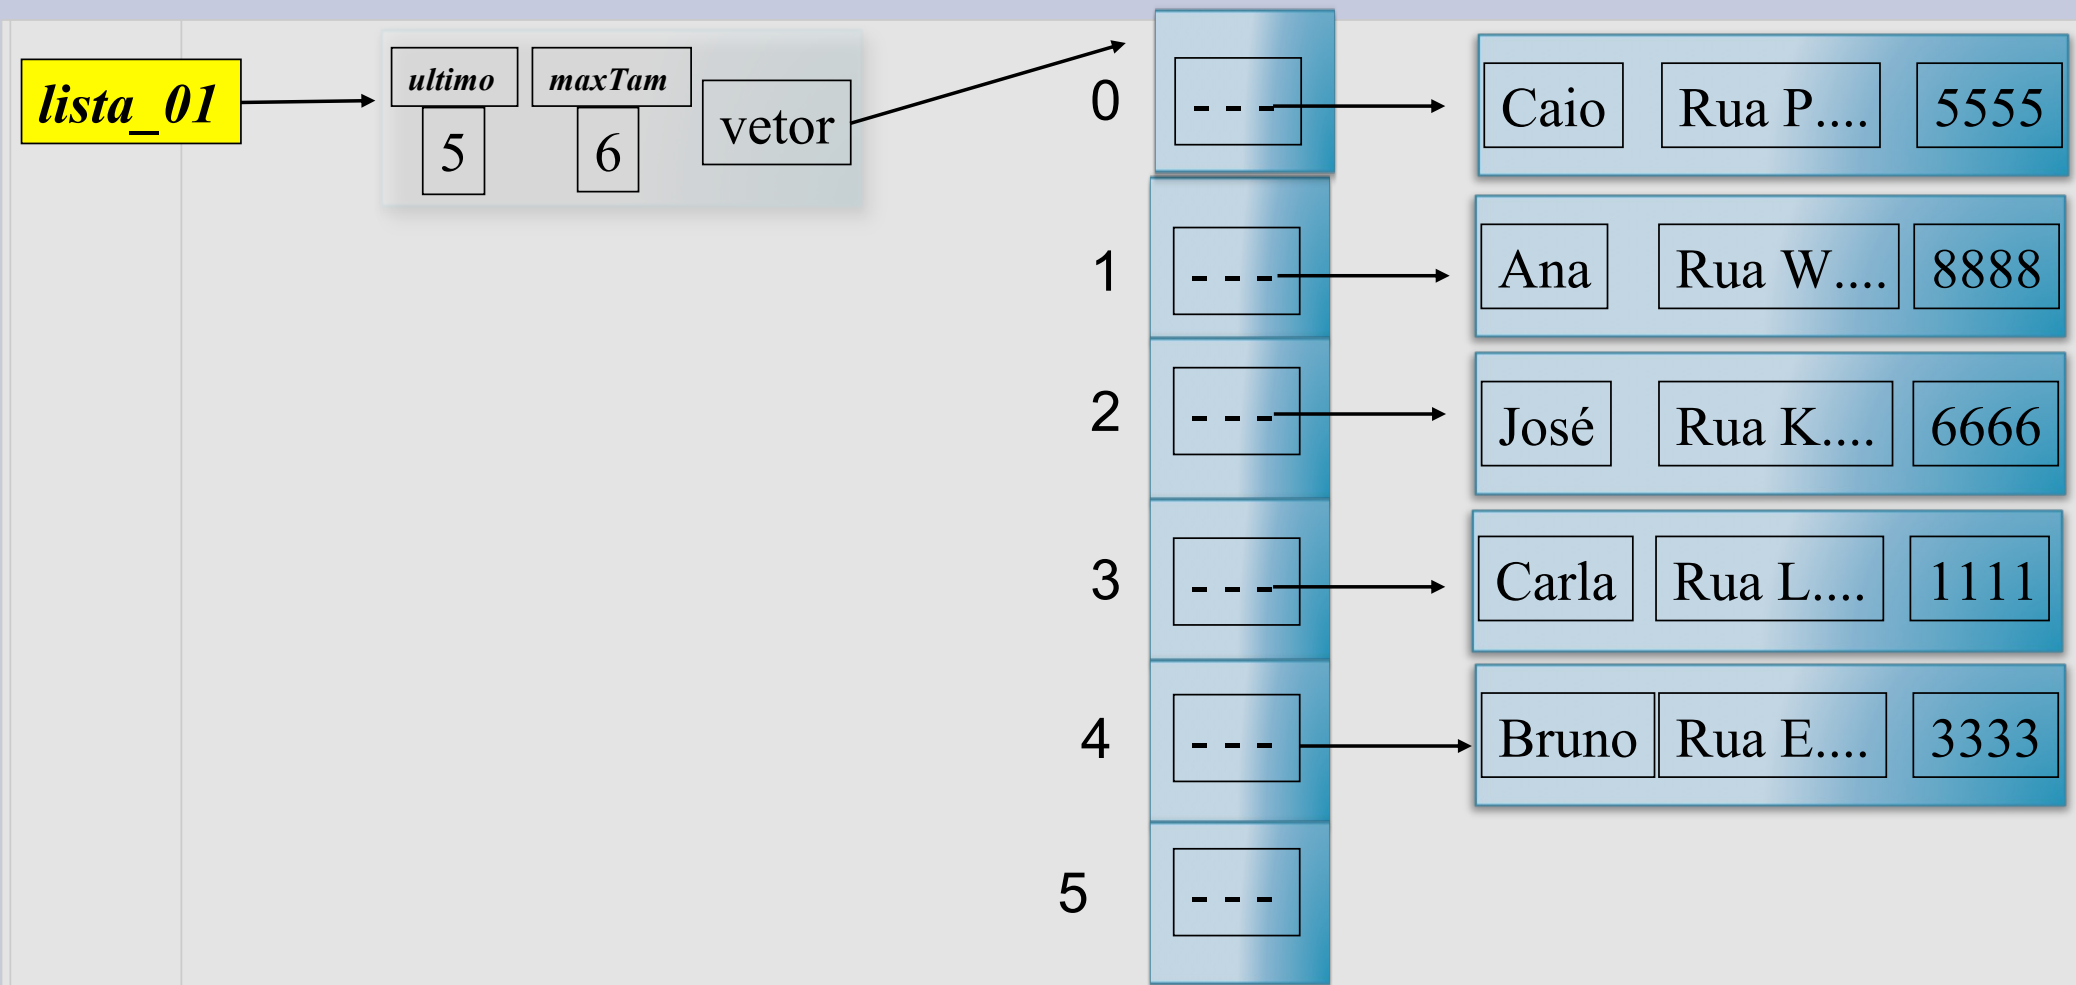 lista_01
ultimo
maxTam
5
6
vetor
0
- - -
Caio
Rua P....
5555
1
- - -
Ana
Rua W....
8888
2
- - -
José
Rua K....
6666
3
- - -
Carla
Rua L....
1111
4
- - -
Bruno
Rua E....
3333
5
- - -